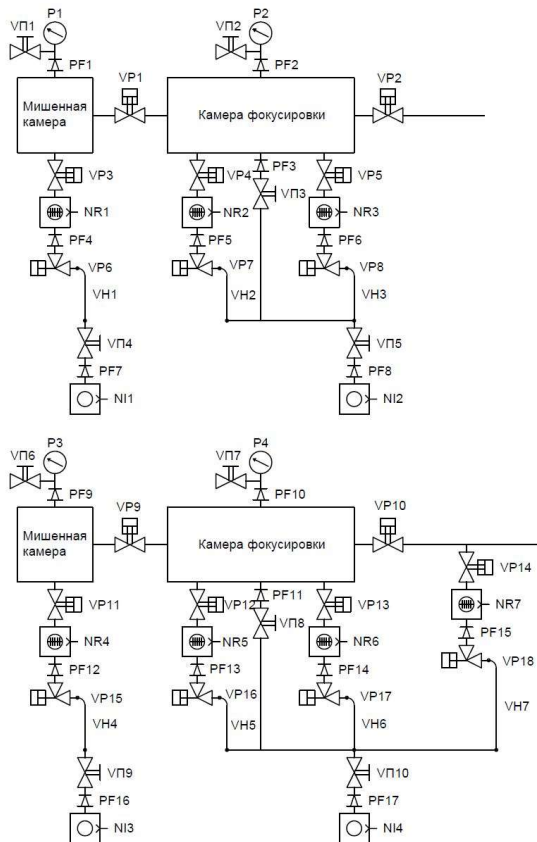 P1
P2
VП1
VП2
PF1
PF2
VP1
VP2
Мишенная
камера
Камера фокусировки
VP3
VP4
PF3
VP5
VП3
NR1
NR2
NR3
PF4
PF5
PF6
VP6
VP7
VP8
VH1
VH2
VH3
VП4
VП5
PF7
PF8
NI1
NI2
P3
P4
VП6
VП7
PF9
PF10
VP9
VP10
Мишенная
камера
Камера фокусировки
VP14
VP11
VP12
PF11
VP13
NR7
VП8
NR4
NR5
NR6
PF15
PF12
PF13
PF14
VP18
VP15
VP16
VP17
VH7
VH4
VH5
VH6
VП9
VП10
PF16
PF17
NI3
NI4